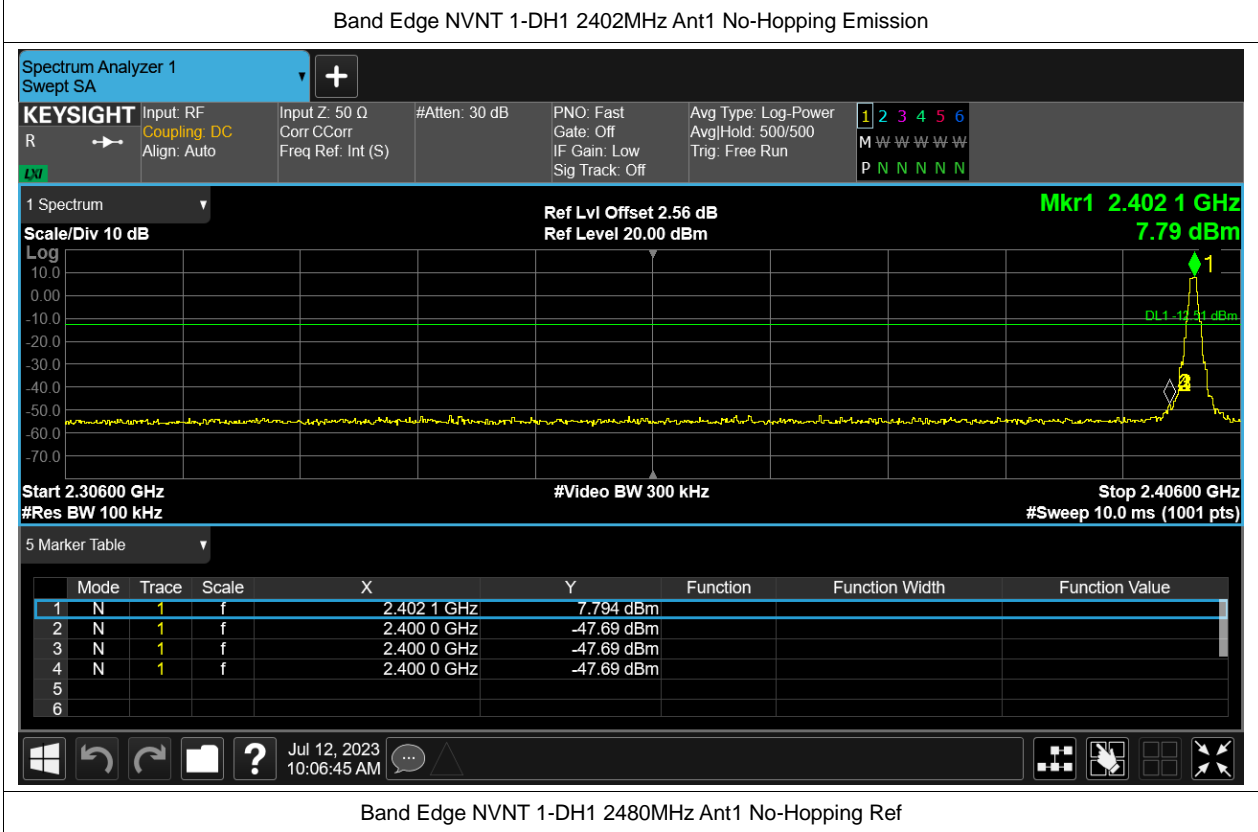 Band Edge NVNT 1-DH1 2402MHz Ant1 No-Hopping Emission
Spectrum Analyzer 1
Swept SA
KEYSIGHT Input: RF Input Z: 50 Ω #Atten: 30 dB PNO: Fast Avg Type: Log-Power 1 2 3 4 5 6
R Coupling: DC Corr CCorr Gate: Off Avg|Hold: 500/500 M W W W W W
Align: Auto Freq Ref: Int (S) IF Gain: Low Trig: Free Run
LXI Sig Track: Off P N N N N N
1 Spectrum Ref Lvl Offset 2.56 dB Mkr1 2.402 1 GHz
Scale/Div 10 dB Ref Level 20.00 dBm 7.79 dBm
Log
1
10.0
0.00
-10.0
DL1 -12.51 dBm
-20.0
-30.0
-40.0
-50.0
-60.0
-70.0
Start 2.30600 GHz #Video BW 300 kHz Stop 2.40600 GHz
#Res BW 100 kHz #Sweep 10.0 ms (1001 pts)
5 Marker Table
Mode Trace Scale X Y Function Function Width Function Value
1 N 1 f 2.402 1 GHz 7.794 dBm
2 N 1 f 2.400 0 GHz -47.69 dBm
3 N 1 f 2.400 0 GHz -47.69 dBm
4 N 1 f 2.400 0 GHz -47.69 dBm
5
6
? Jul 12, 2023
10:06:45 AM
Band Edge NVNT 1-DH1 2480MHz Ant1 No-Hopping Ref